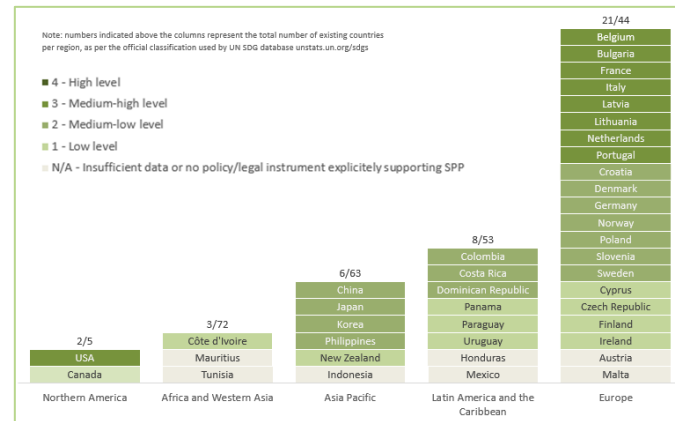 Note: numbers indicated above the columns represent the total number of existing countries
per region, as per the official classification used by UN SDG database unstats.un.org/sdgs
4 - High level
3 - Medium-high level
2 - Medium-low level
1 - Low level
N/A - Insufficient data or no policy/legal instrument explicitely supporting SPP
2/5
USA
Canada
Northern America
3/72
Côte d'Ivoire
Mauritius
Tunisia
Africa and Western Asia
6/63
China
Japan
Korea
Philippines
New Zealand
Indonesia
Asia Pacific
8/53
Colombia
Costa Rica
Dominican Republic
Panama
Paraguay
Uruguay
Honduras
Mexico
Latin America and the
Caribbean
21/44
Belgium
Bulgaria
France
Italy
Latvia
Lithuania
Netherlands
Portugal
Croatia
Denmark
Germany
Norway
Poland
Slovenia
Sweden
Cyprus
Czech Republic
Finland
Ireland
Austria
Malta
Europe